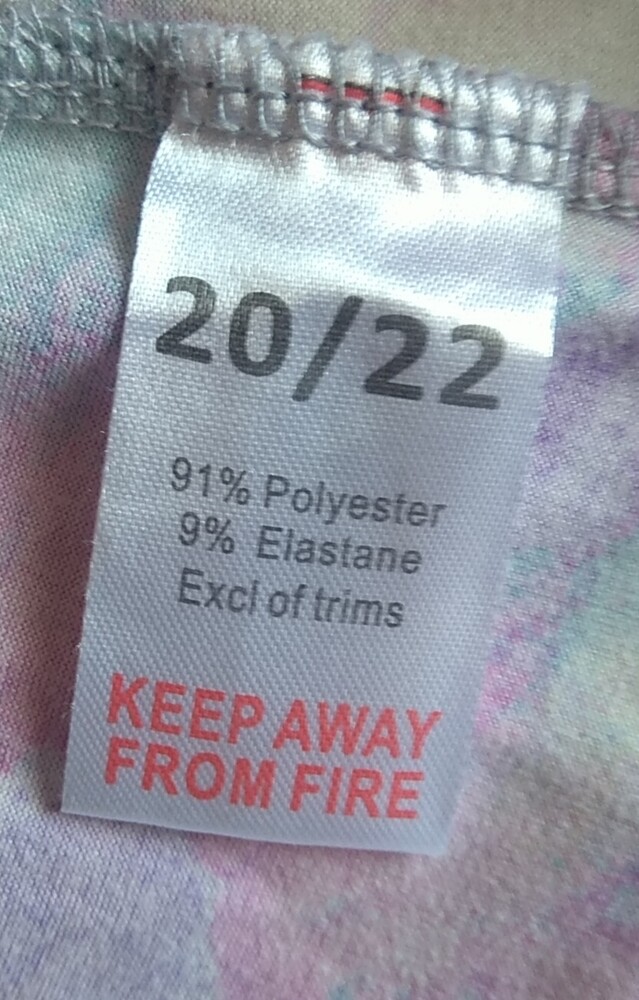 20/22
91% Polyester
9% Elastane
Excl of trims
KEEP AWAY
FROM FIRE